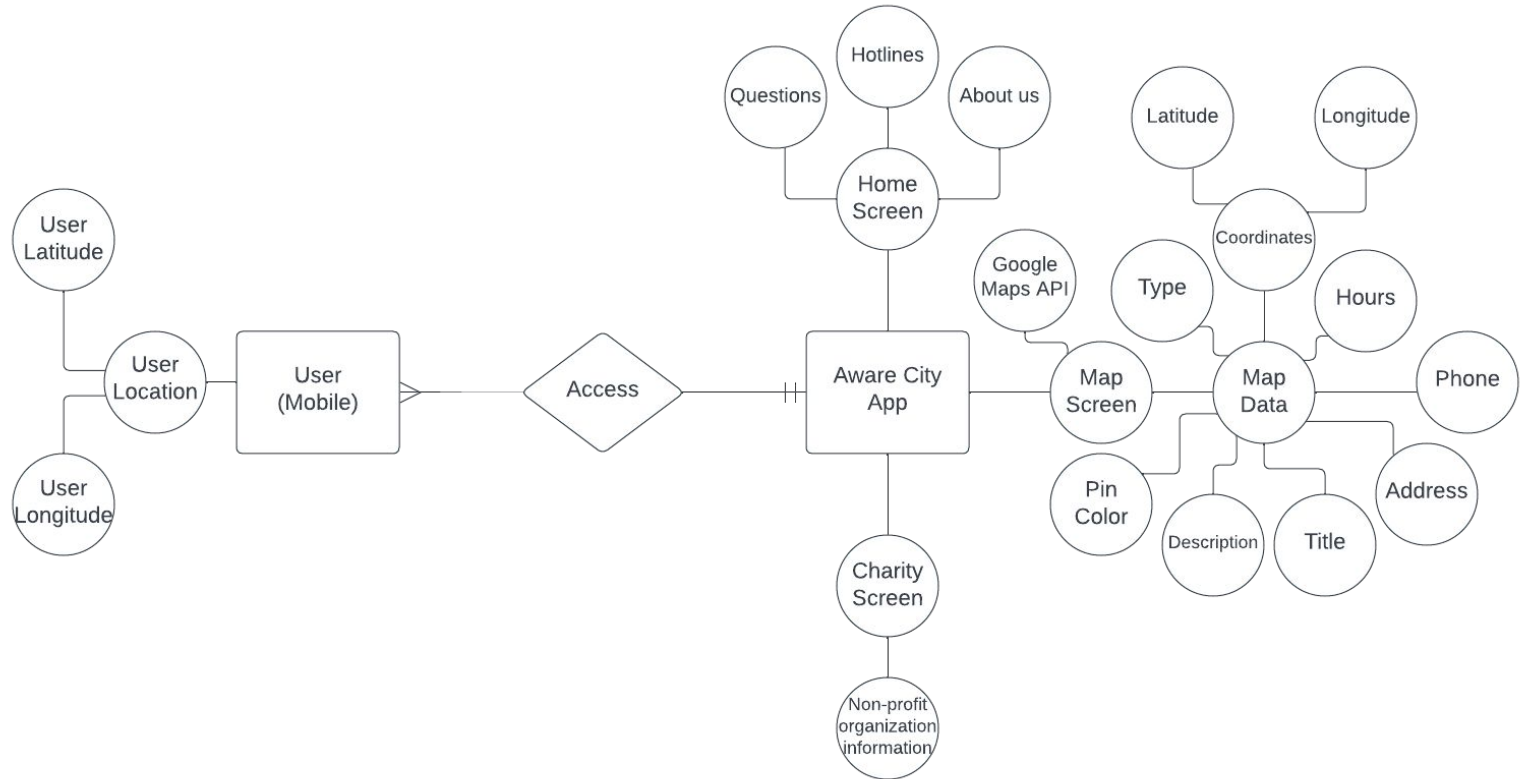 Hotlines
Questions
About us
Latitude
Longitude
Home
Screen
User
Latitude
Coordinates
Google
Maps API
Type
Hours
User
Location
User
(Mobile)
Access
Aware City
App
Map
Screen
Map
Data
Phone
User
Longitude
Pin
Color
Description
Title
Address
Charity
Screen
Non-profit
organization
information